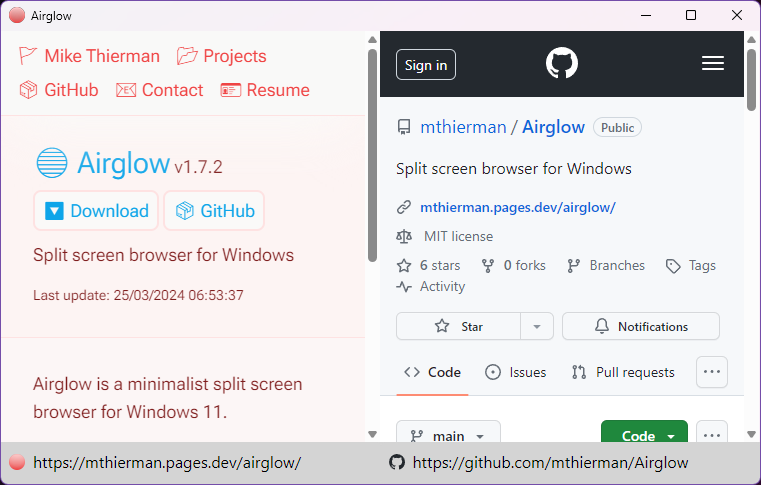 Airglow
Mike Thierman Projects
GitHub Contact Resume
Airglow v1.7.2
Download GitHub
Split screen browser for Windows
Last update: 25/03/2024 06:53:37
Airglow is a minimalist split screen
browser for Windows 11.
https://mthierman.pages.dev/airglow/
Sign in
mthierman / Airglow Public
Split screen browser for Windows
mthierman.pages.dev/airglow/
MIT license
6 stars 0 forks Branches Tags
Activity
Star Notifications
Code Issues Pull requests
main Code
https://github.com/mthierman/Airglow